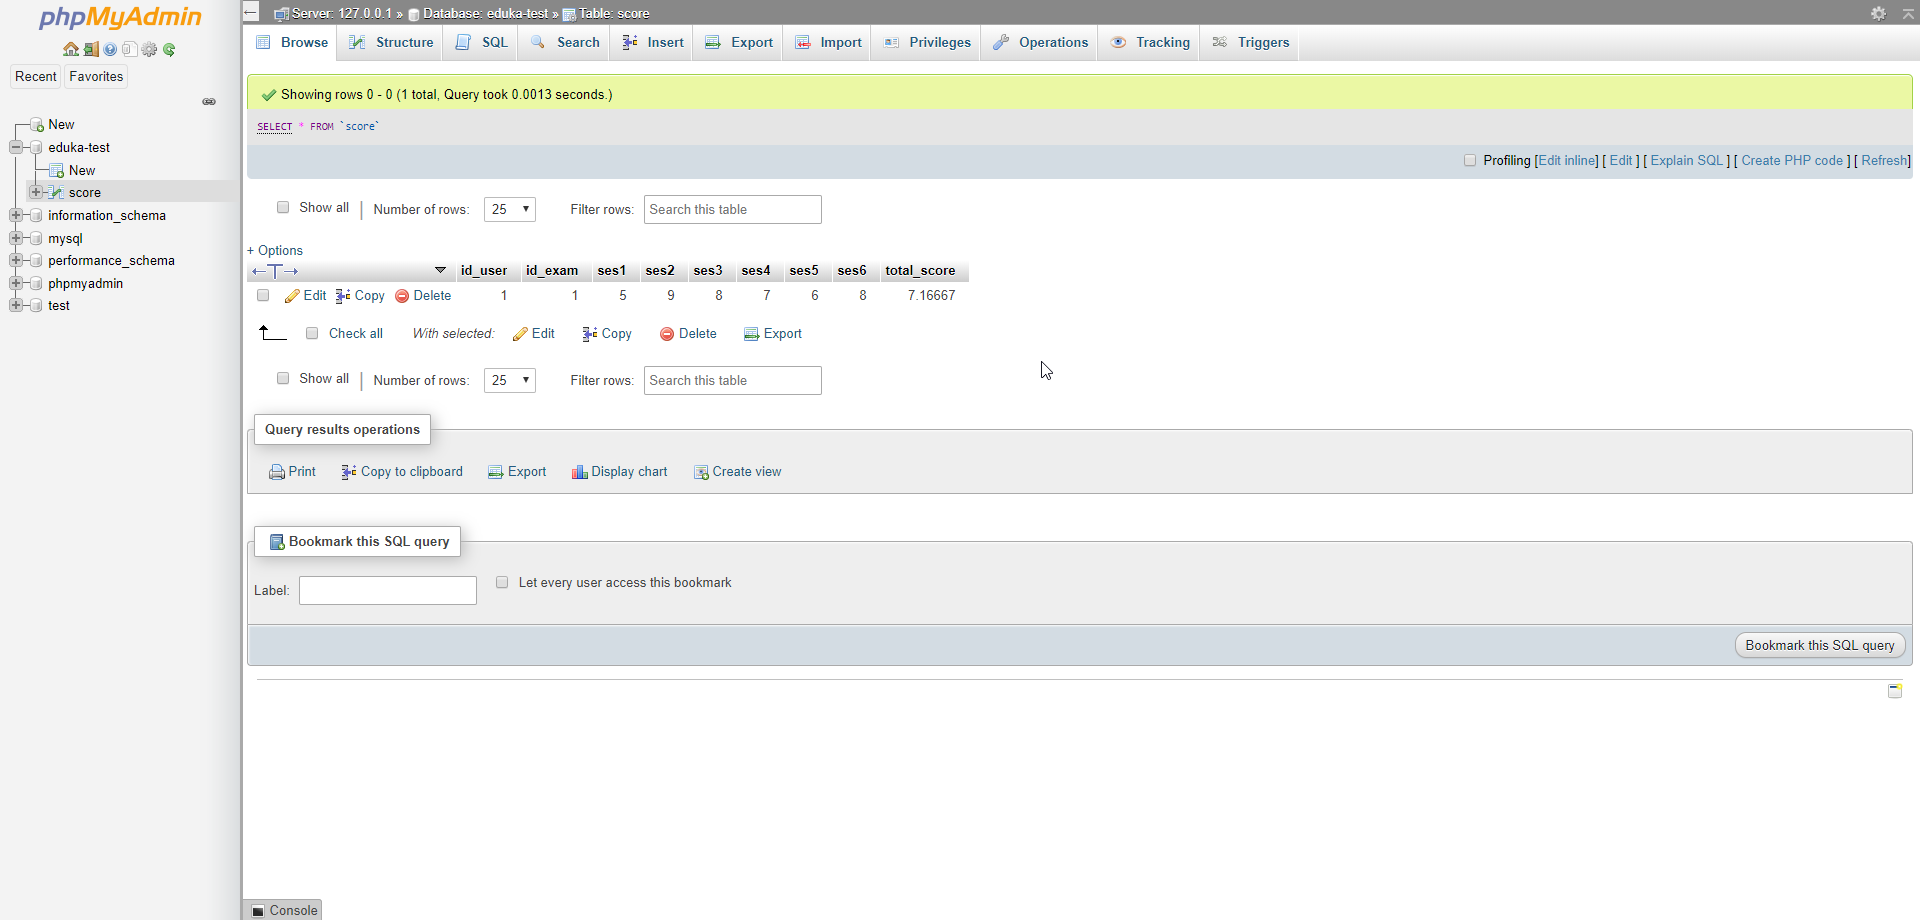 phpMyAdmin
Recent Favorites
New
eduka-test
New
score
information_schema
mysql
performance_schema
phpmyadmin
test
Server: 127.0.0.1 » Database: eduka-test » Table: score
Browse Structure SQL Search Insert Export Import Privileges Operations Tracking Triggers
Showing rows 0 - 0 (1 total, Query took 0.0013 seconds.)
SELECT * FROM `score`
Profiling [Edit inline] [ Edit ] [ Explain SQL ] [ Create PHP code ] [ Refresh]
Show all | Number of rows: 25 Filter rows: Search this table
+ Options
←T→ id_user id_exam ses1 ses2 ses3 ses4 ses5 ses6 total_score
Edit Copy Delete 1 1 5 9 8 7 6 8 7.16667
Check all With selected: Edit Copy Delete Export
Show all | Number of rows: 25 Filter rows: Search this table
Query results operations
Print Copy to clipboard Export Display chart Create view
Bookmark this SQL query
Label: Let every user access this bookmark
Bookmark this SQL query
Console